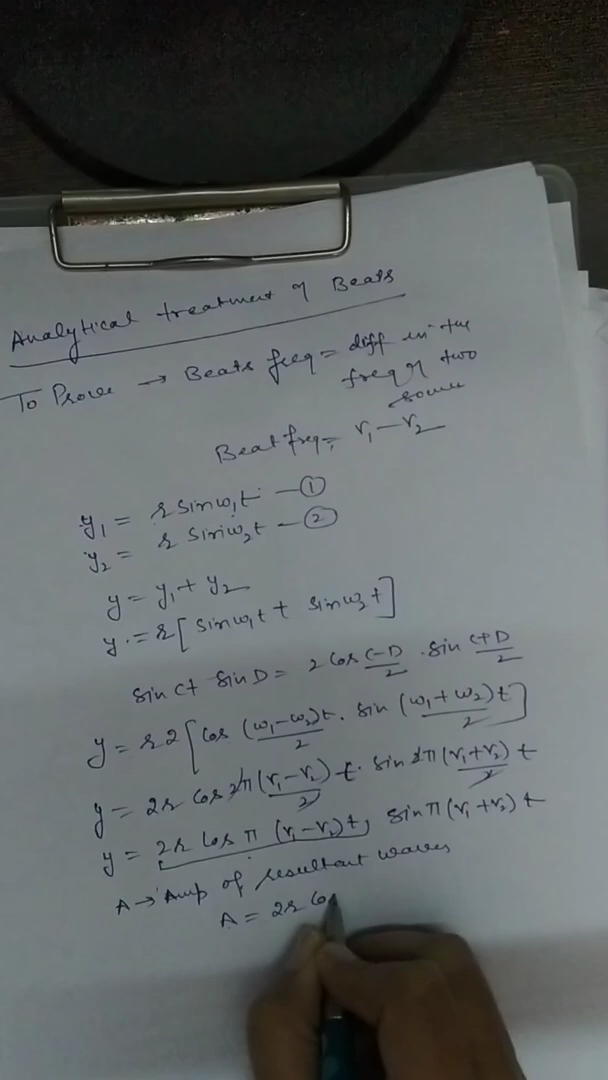 Analytical treatment of Beats
To Prove → Beats freq = diff in the
freq of two
source
Beat freq = ν₁ − ν₂
y₁ = r sin ω₁t — ①
y₂ = r sin ω₂t — ②
y = y₁ + y₂
y = r [ sin ω₁t + sin ω₂t ]
sin C + sin D = 2 cos (C−D)/2 . sin (C+D)/2
y = r 2 [ cos (ω₁−ω₂)t/2 . sin (ω₁+ω₂)t/2 ]
y = 2r cos 2π (ν₁−ν₂)/2 t . sin 2π (ν₁+ν₂)/2 t
y = 2r cos π (ν₁−ν₂)t, sin π (ν₁+ν₂) t
A → Amp of resultant waves
A = 2r Co